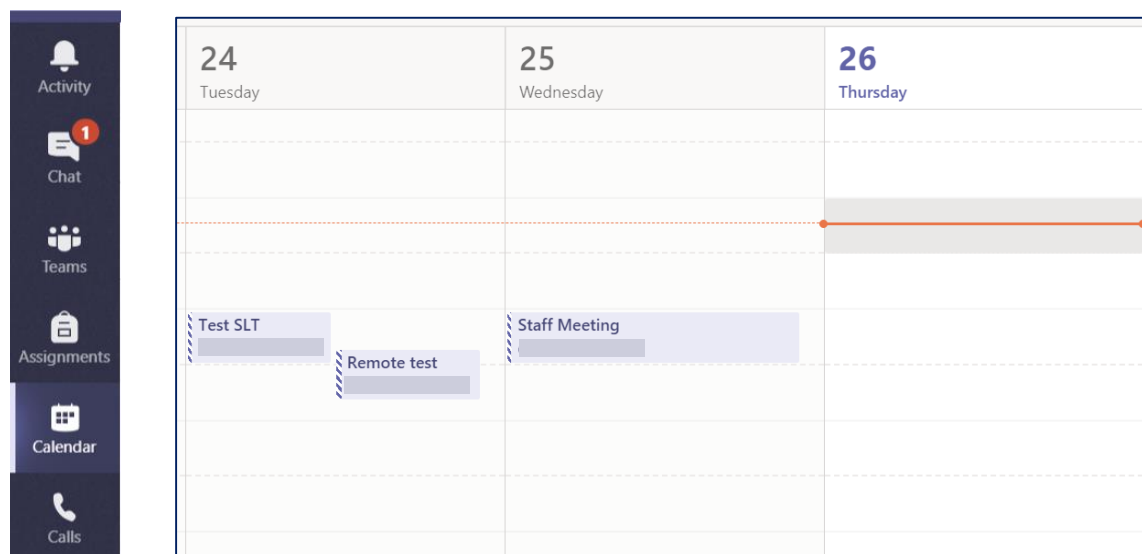 Activity
1
Chat
Teams
Assignments
Calendar
Calls
24
Tuesday
25
Wednesday
26
Thursday
Test SLT
Remote test
Staff Meeting